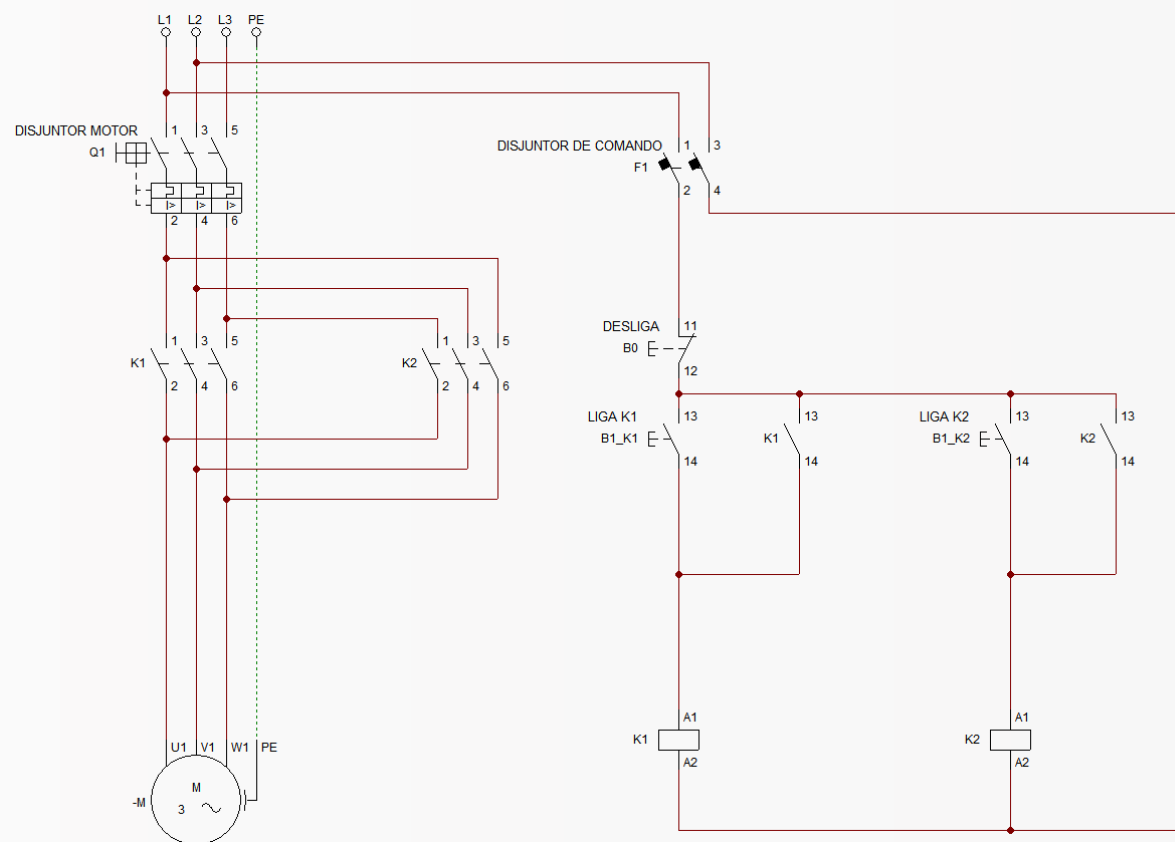 L1 L2 L3 PE
DISJUNTOR MOTOR 1 3 5
Q1
I> I> I>
2 4 6
DISJUNTOR DE COMANDO 1 3
F1
2 4
DESLIGA 11
B0
12
1 3 5
K1
2 4 6
1 3 5
K2
2 4 6
LIGA K1 13
B1_K1
14
13
K1
14
LIGA K2 13
B1_K2
14
13
K2
14
A1
K1
A2
A1
K2
A2
U1 V1 W1 PE
M
-M
3